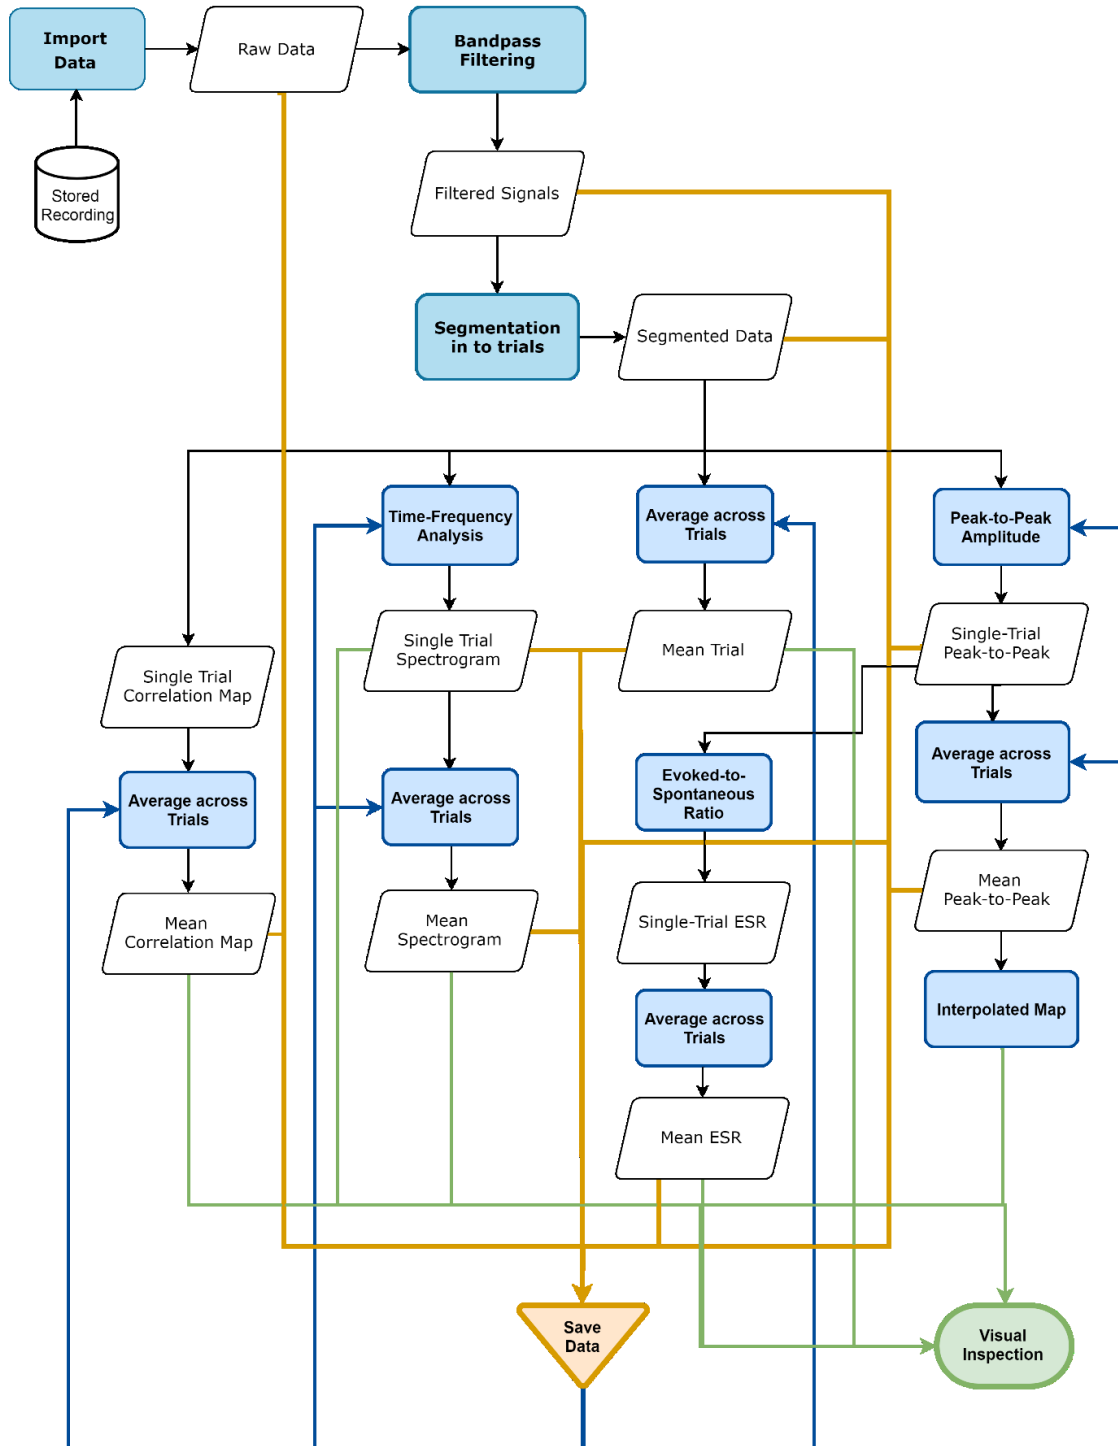 Import
Data
Raw Data
Bandpass
Filtering
Stored
Recording
Filtered Signals
Segmentation
in to trials
Segmented Data
Time-Frequency
Analysis
Average across
Trials
Peak-to-Peak
Amplitude
Single Trial
Correlation Map
Single Trial
Spectrogram
Mean Trial
Single-Trial
Peak-to-Peak
Average across
Trials
Average across
Trials
Evoked-to-
Spontaneous
Ratio
Average across
Trials
Mean
Correlation Map
Mean
Spectrogram
Single-Trial ESR
Mean
Peak-to-Peak
Average across
Trials
Interpolated Map
Mean ESR
Save
Data
Visual
Inspection